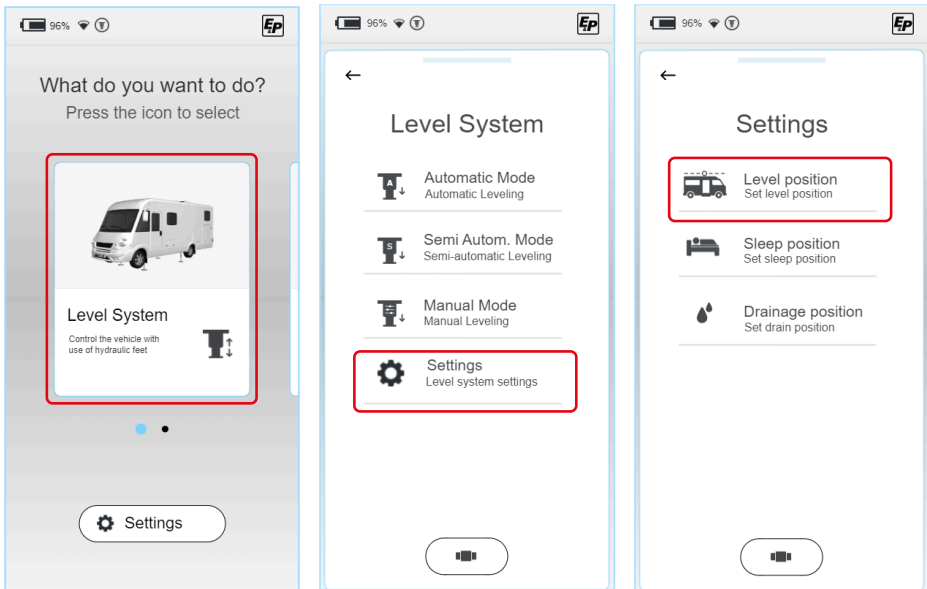 96%
E&P
What do you want to do?
Press the icon to select
Level System
Control the vehicle with
use of hydraulic feet
Settings
96%
E&P
Level System
A
Automatic Mode
Automatic Leveling
S
Semi Autom. Mode
Semi-automatic Leveling
Manual Mode
Manual Leveling
Settings
Level system settings
96%
E&P
Settings
Level position
Set level position
Sleep position
Set sleep position
Drainage position
Set drain position